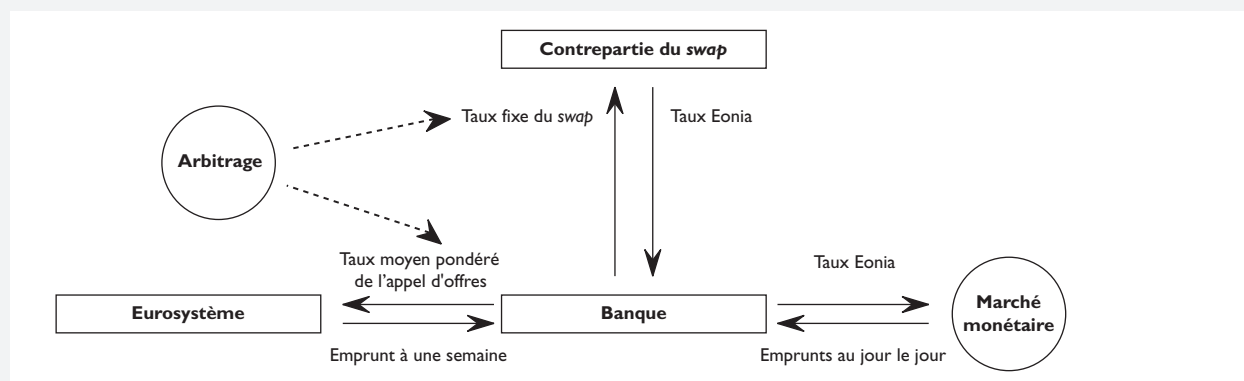 Contrepartie du swap
Taux fixe du swap
Taux Eonia
Arbitrage
Taux moyen pondéré
de l'appel d'offres
Taux Eonia
Eurosystème
Banque
Marché
monétaire
Emprunt à une semaine
Emprunts au jour le jour